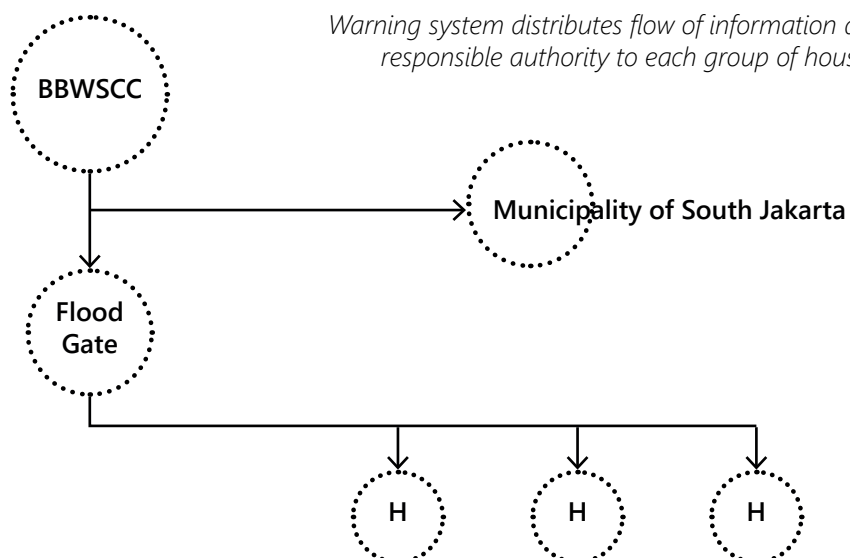 Warning system distributes flow of information
responsible authority to each group of
BBWSCC
Municipality of South Jakarta
Flood
Gate
H H H